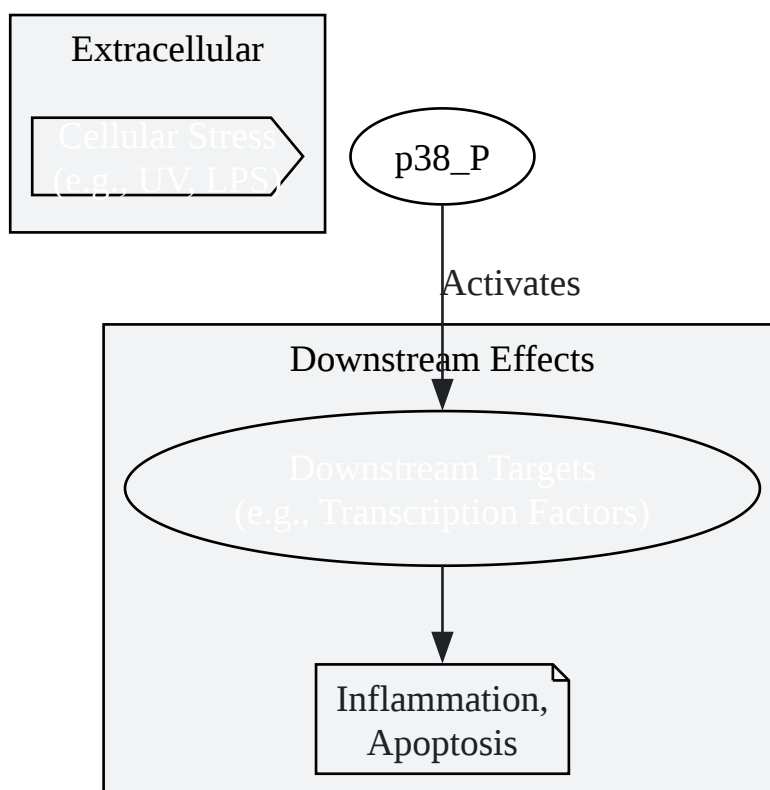 Extracellular
Cellular Stress
(e.g., UV, LPS)
p38_P
Activates
Downstream Effects
Downstream Targets
(e.g., Transcription Factors)
Inflammation,
Apoptosis